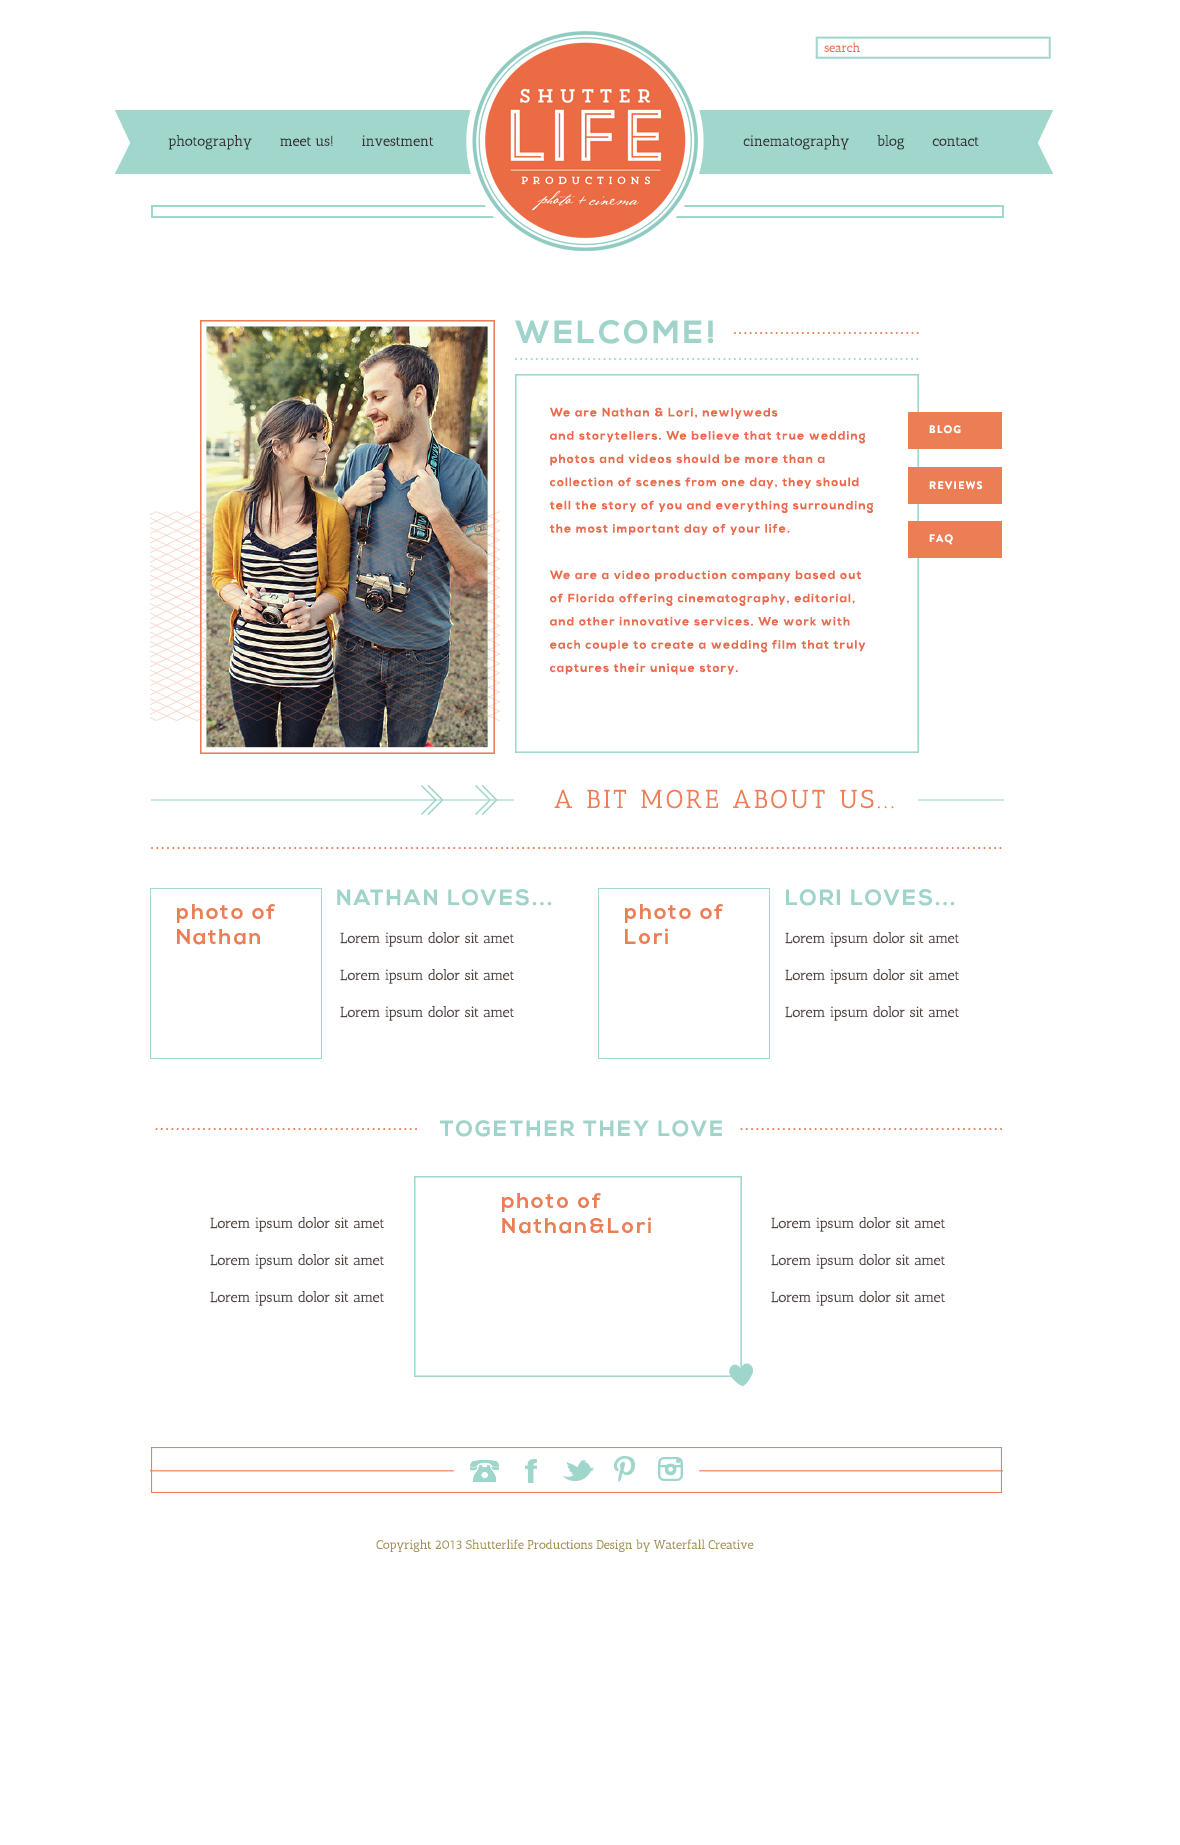 search
SHUTTER
LIFE
PRODUCTIONS
photo + cinema
photography meet us! investment
cinematography blog contact
WELCOME!
We are Nathan & Lori, newlyweds
and storytellers. We believe that true wedding
photos and videos should be more than a
collection of scenes from one day, they should
tell the story of you and everything surrounding
the most important day of your life.
We are a video production company based out
of Florida offering cinematography, editorial,
and other innovative services. We work with
each couple to create a wedding film that truly
captures their unique story.
BLOG
REVIEWS
FAQ
A BIT MORE ABOUT US...
photo of
Nathan
NATHAN LOVES...
Lorem ipsum dolor sit amet
Lorem ipsum dolor sit amet
Lorem ipsum dolor sit amet
photo of
Lori
LORI LOVES...
Lorem ipsum dolor sit amet
Lorem ipsum dolor sit amet
Lorem ipsum dolor sit amet
TOGETHER THEY LOVE
Lorem ipsum dolor sit amet
Lorem ipsum dolor sit amet
Lorem ipsum dolor sit amet
photo of
Nathan&Lori
Lorem ipsum dolor sit amet
Lorem ipsum dolor sit amet
Lorem ipsum dolor sit amet
Copyright 2013 Shutterlife Productions Design by Waterfall Creative